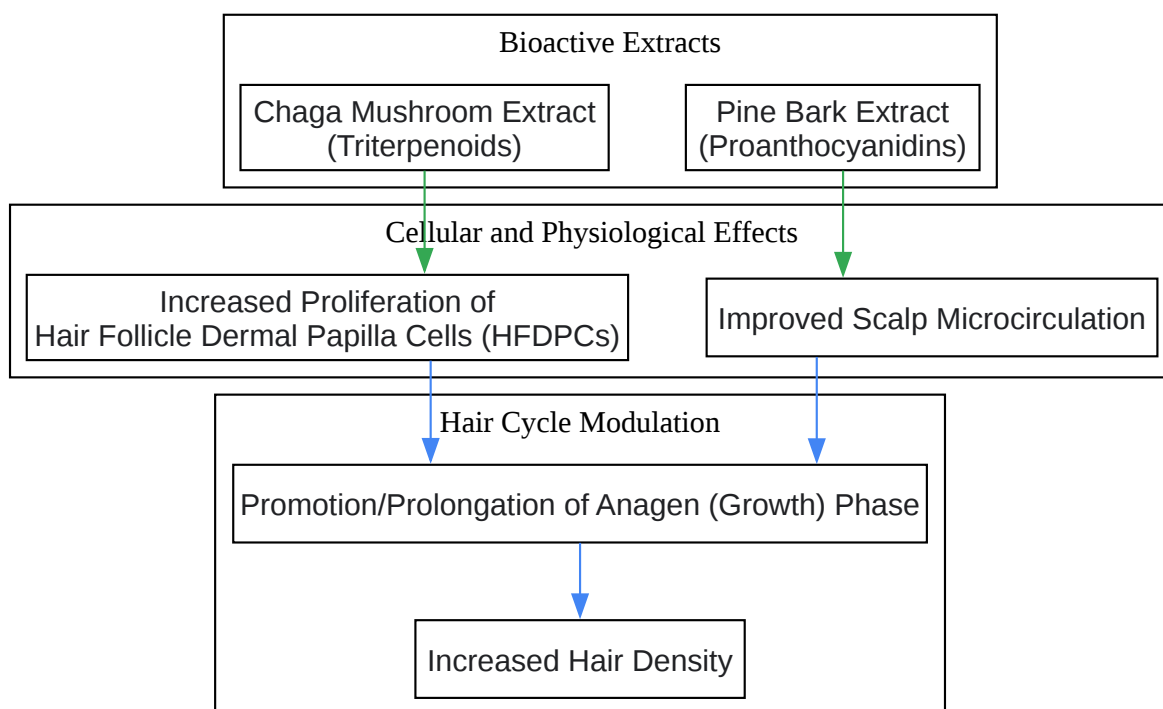 Bioactive Extracts
Chaga Mushroom Extract
(Triterpenoids)
Pine Bark Extract
(Proanthocyanidins)
Cellular and Physiological Effects
Increased Proliferation of
Hair Follicle Dermal Papilla Cells (HFDPCs)
Improved Scalp Microcirculation
Hair Cycle Modulation
Promotion/Prolongation of Anagen (Growth) Phase
Increased Hair Density